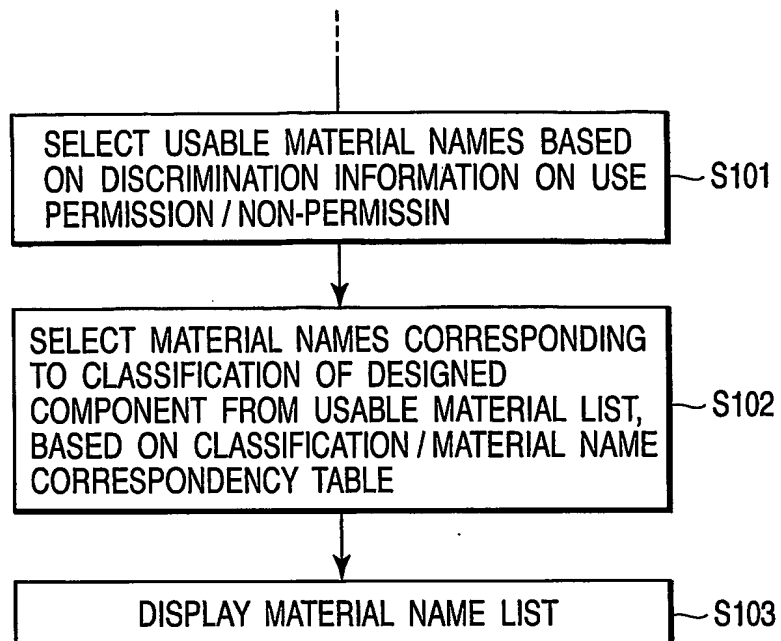 SELECT USABLE MATERIAL NAMES BASED
ON DISCRIMINATION INFORMATION ON USE
PERMISSION / NON-PERMISSIN
S101
SELECT MATERIAL NAMES CORRESPONDING
TO CLASSIFICATION OF DESIGNED
COMPONENT FROM USABLE MATERIAL LIST,
BASED ON CLASSIFICATION / MATERIAL NAME
CORRESPONDENCY TABLE
S102
DISPLAY MATERIAL NAME LIST
S103